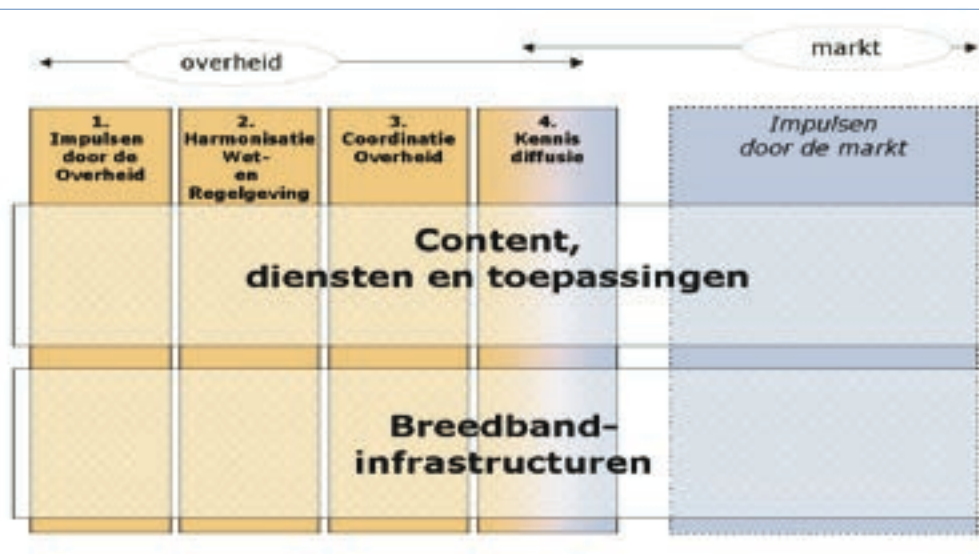 overheid
markt
1.
Impulsen
door de
Overheid
2.
Harmonisatie
Wet-
en
Regelgeving
3.
Coordinatie
Overheid
4.
Kennis
diffusie
Impulsen
door de markt
Content,
diensten en toepassingen
Breedband-
infrastructuren